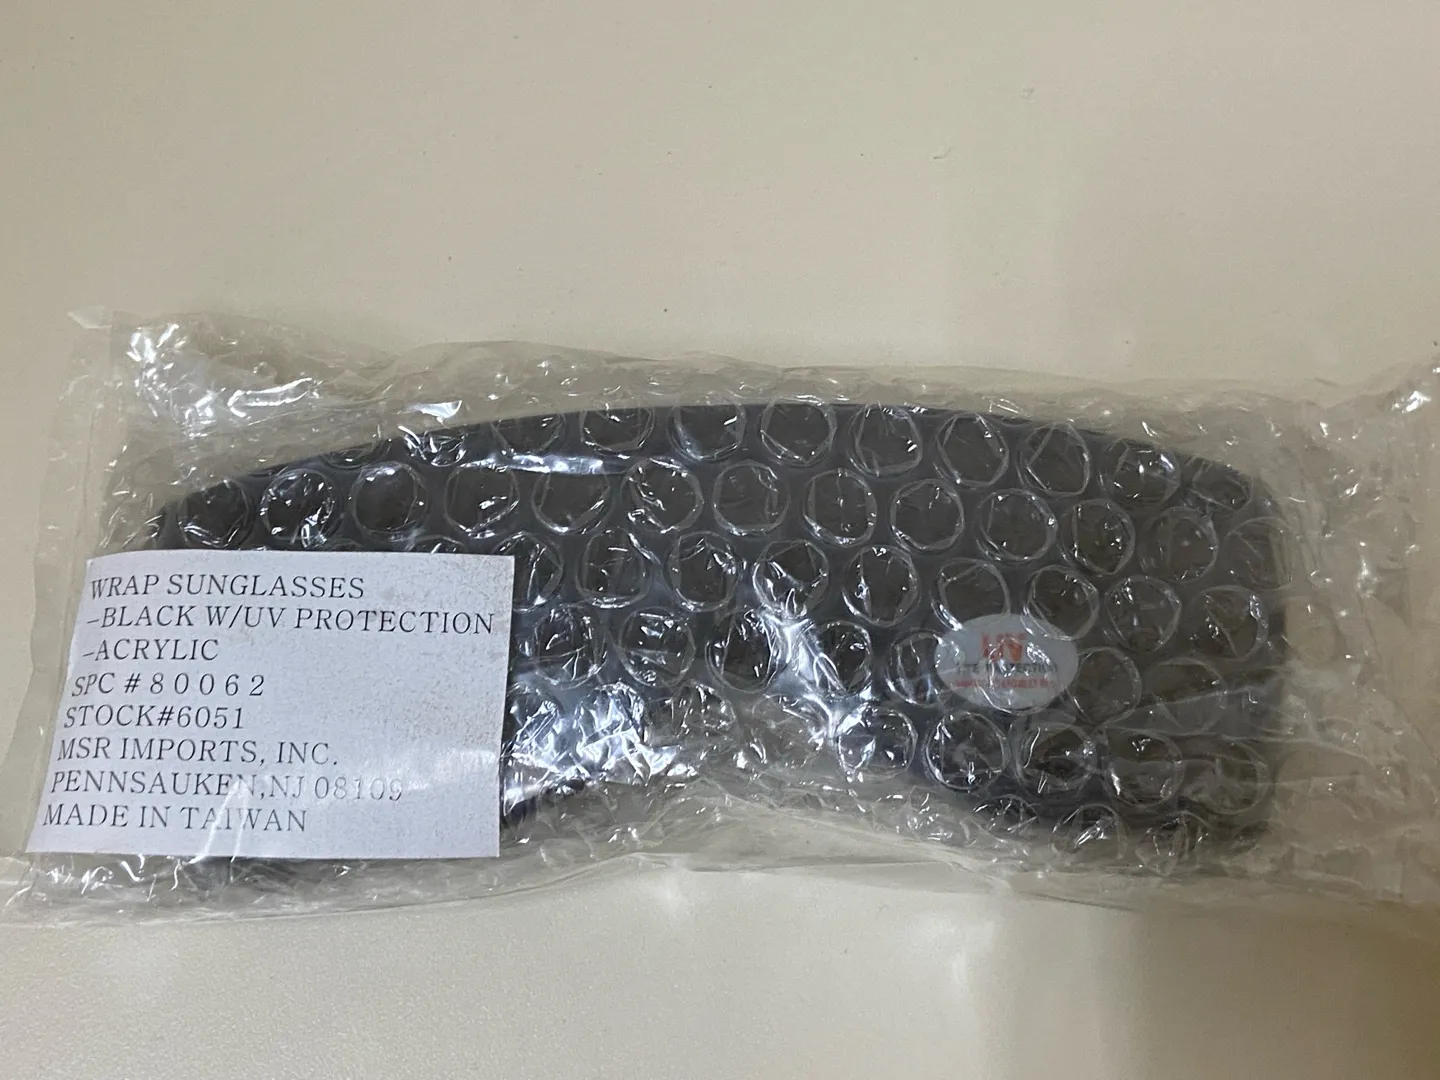 WRAP SUNGLASSES
-BLACK W/UV PROTECTION
-ACRYLIC
SPC # 8 0 0 6 2
STOCK#6051
MSR IMPORTS, INC.
PENNSAUKEN,NJ 08109
MADE IN TAIWAN
UV